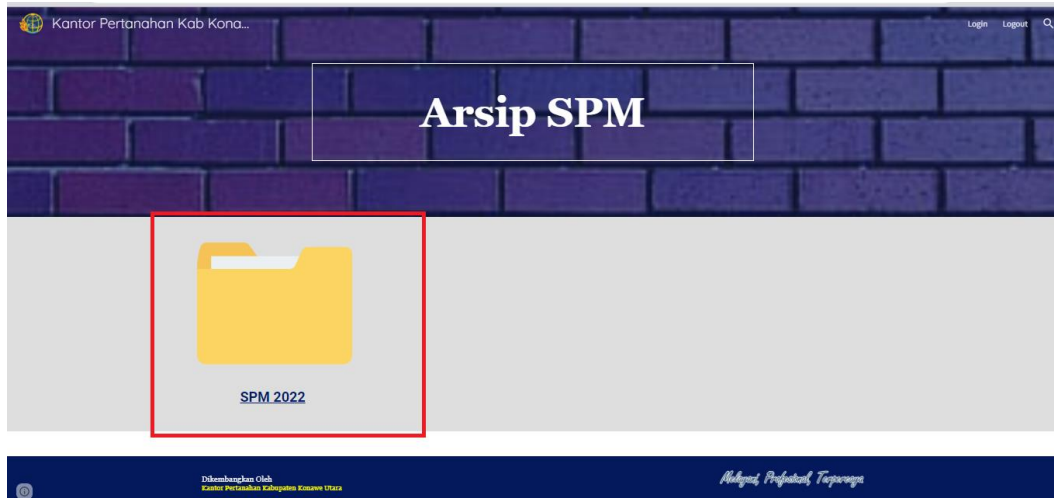 Kantor Pertanahan Kab Kona...
Login Logout
Arsip SPM
SPM 2022
Dikembangkan Oleh
Kantor Pertanahan Kabupaten Konawe Utara
Melayani, Profesional, Terpercaya